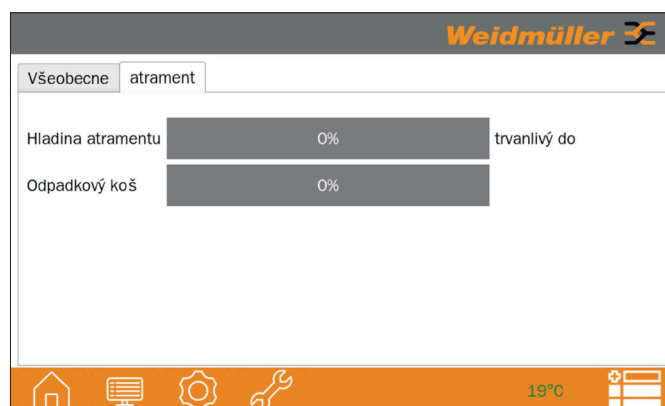 Weidmüller
Všeobecne atrament
Hladina atramentu 0% trvanlivý do
Odpadkový koš 0%
19°C